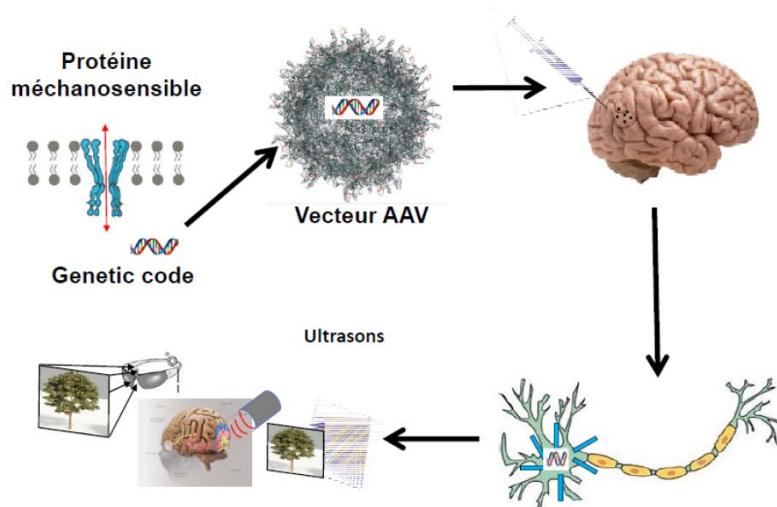 Protéine
méchanosensible
Genetic code
Vecteur AAV
Ultrasons